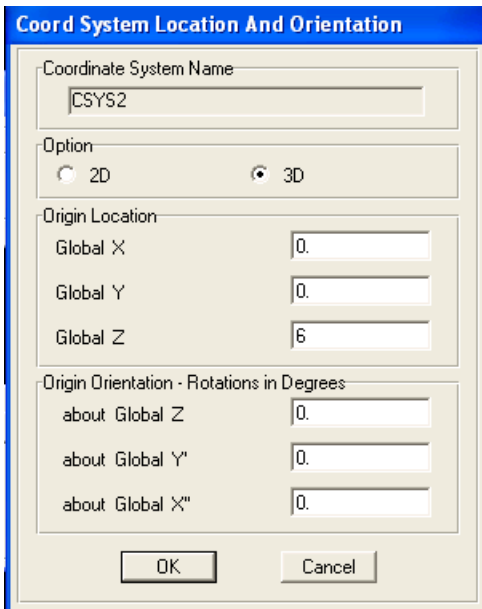 Coord System Location And Orientation
Coordinate System Name
CSYS2
Option
2D 3D
Origin Location
Global X 0.
Global Y 0.
Global Z 6
Origin Orientation - Rotations in Degrees
about Global Z 0.
about Global Y' 0.
about Global X'' 0.
OK Cancel